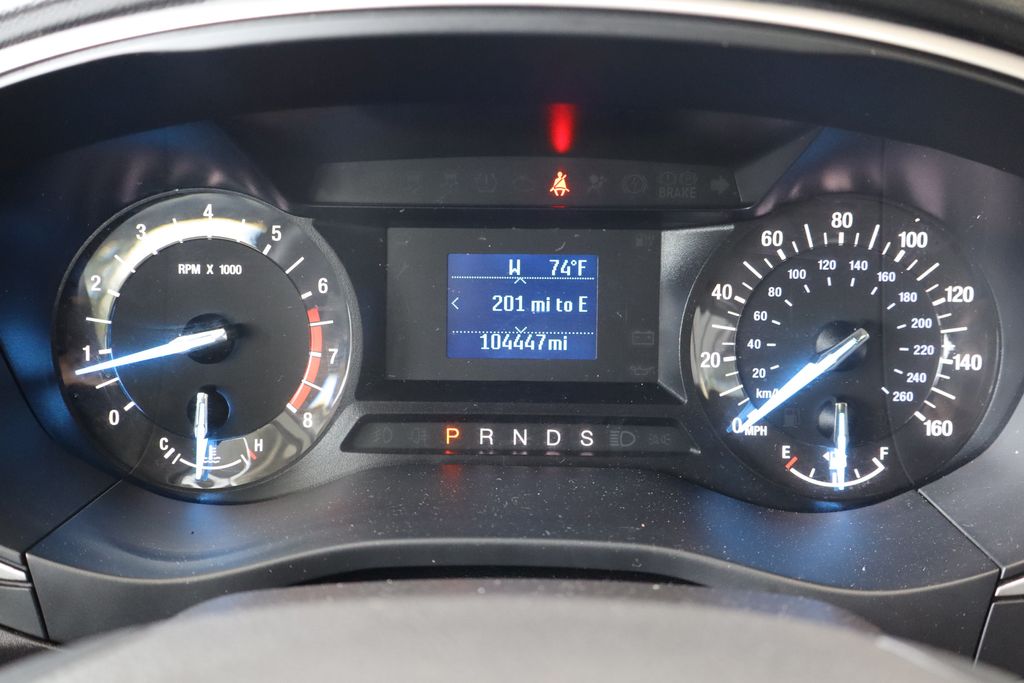 BRAKE
4
3 5
RPM X 1000
2 6
1 7
0 8
C H
W 74°F
201 mi to E
104447mi
P R N D S
80
60 100
40 120
20 140
0 160
MPH
120 140
100 160
80 180
60 200
40 220
20 240
km/h 260
E F